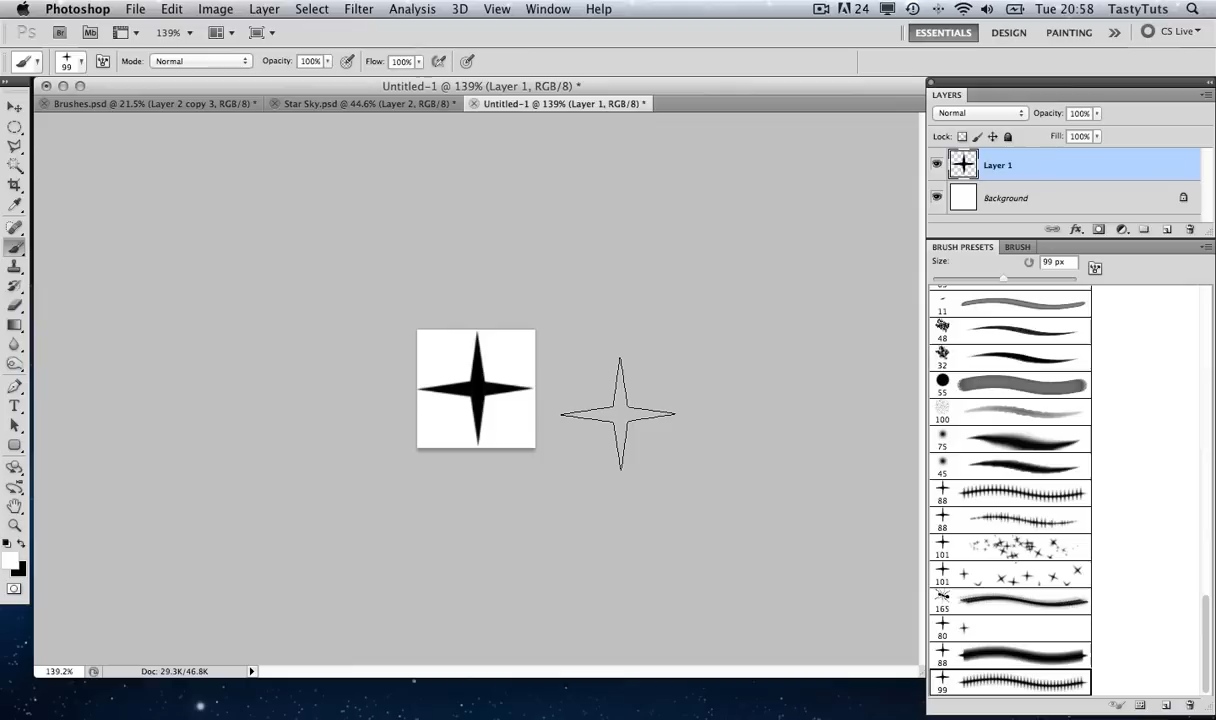 Photoshop File Edit Image Layer Select Filter Analysis 3D View Window Help 24 Tue 20:58 TastyTuts
Ps Br Mb 139% ESSENTIALS DESIGN PAINTING CS Live
99 Mode: Normal Opacity: 100% Flow: 100%
Untitled-1 @ 139% (Layer 1, RGB/8) *
Brushes.psd @ 21.5% (Layer 2 copy 3, RGB/8) * Star Sky.psd @ 44.6% (Layer 2, RGB/8) * Untitled-1 @ 139% (Layer 1, RGB/8) *
LAYERS
Normal Opacity: 100%
Lock: Fill: 100%
Layer 1
Background
fx
BRUSH PRESETS BRUSH
Size: 99 px
11
48
32
55
100
75
45
88
88
101
101
165
80
88
99
T
139.2% Doc: 29.3K/46.8K